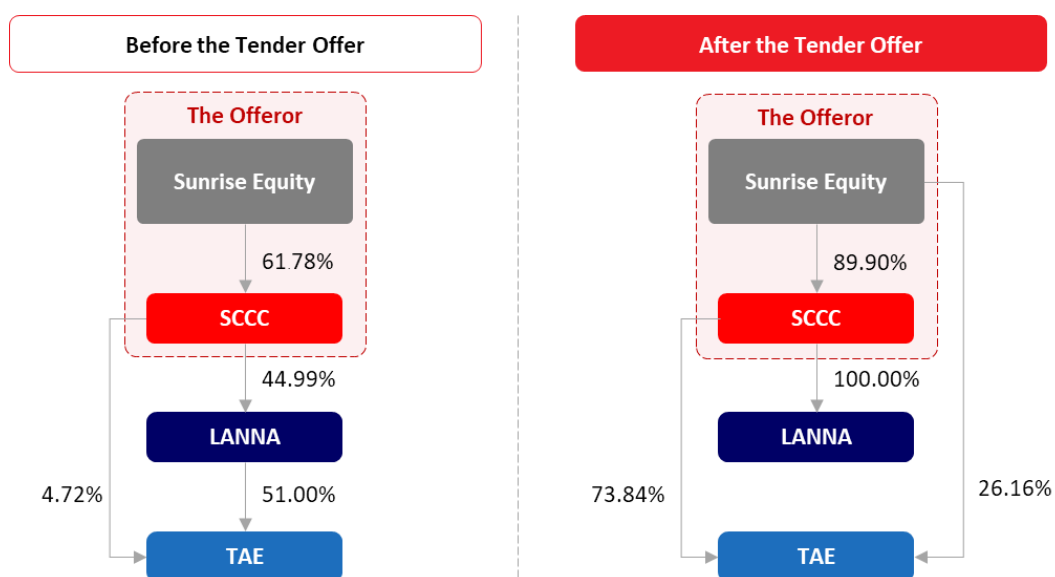 Before the Tender Offer
The Offeror
Sunrise Equity
61.78%
SCCC
44.99%
LANNA
4.72%
51.00%
TAE
After the Tender Offer
The Offeror
Sunrise Equity
89.90%
SCCC
100.00%
LANNA
73.84%
26.16%
TAE